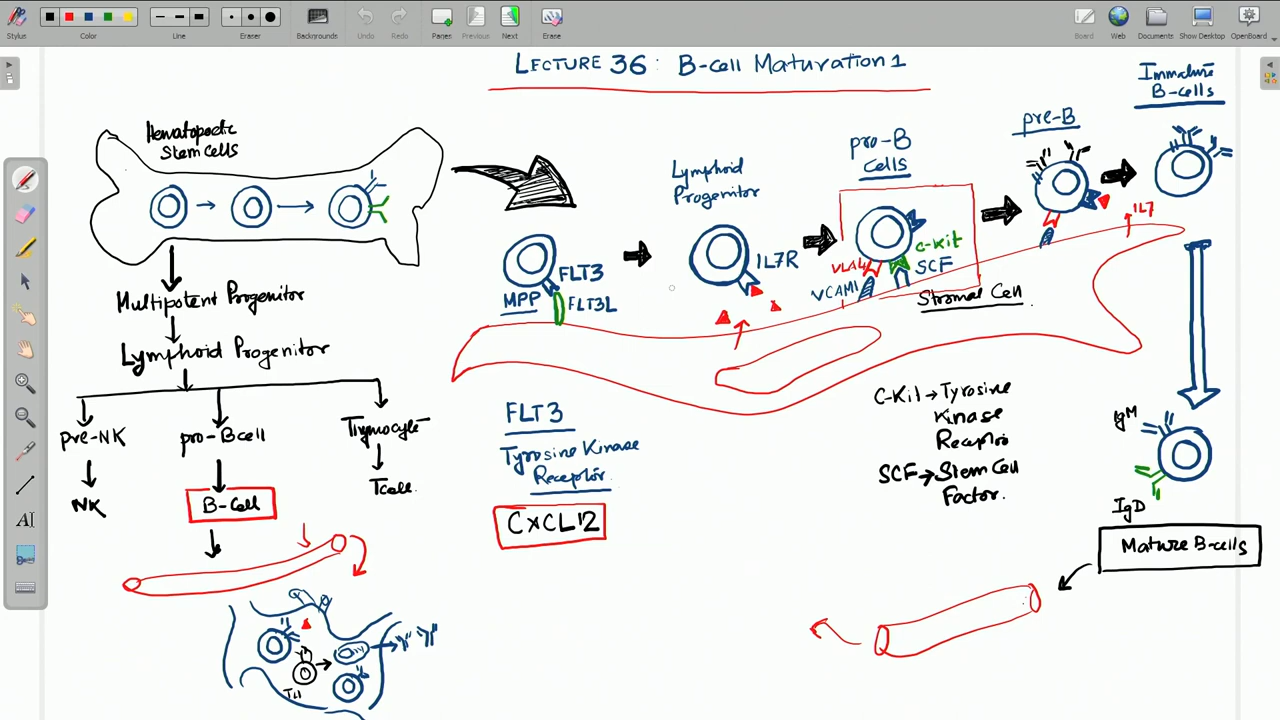 Stylus
Color
Line
Eraser
Backgrounds
Undo
Redo
Pages
Previous
Next
Erase
Board
Web
Documents
Show Desktop
OpenBoard
LECTURE 36: B-cell Maturation 1
Hematopoetic
Stem Cells
Multipotent Progenitor
Lymphoid Progenitor
pre-NK
pro-B cell
Thymocyte
NK
B-Cell
T cell
TH
MPP
FLT3
FLT3L
Lymphoid
Progenitor
IL7R
pro-B
Cells
VLA4
C-Kit
SCF
VCAM1
Stromal Cell
pre-B
IL7
Immature
B-cells
FLT3
Tyrosine Kinase
Receptor.
CXCL12
C-Kit → Tyrosine
Kinase
Receptor
SCF → Stem Cell
Factor.
IgM
IgD
Mature B-cells